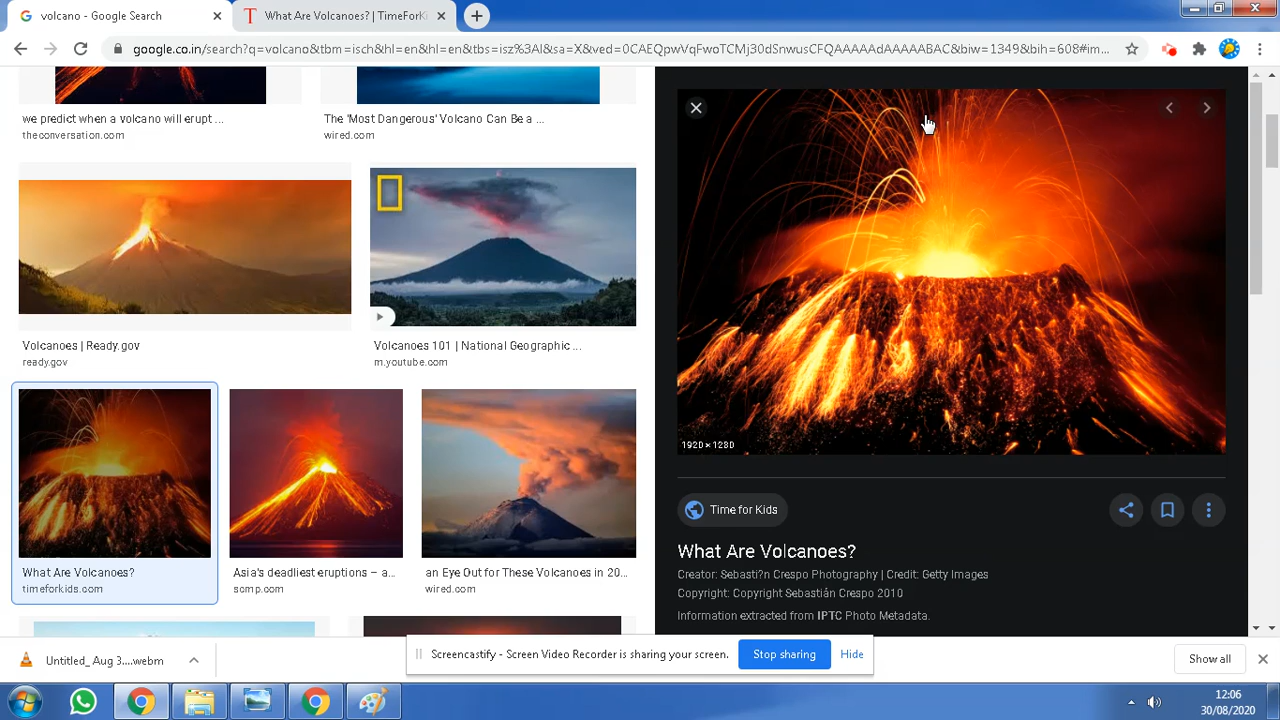 volcano - Google Search
What Are Volcanoes? | TimeForKi
google.co.in/search?q=volcano&tbm=isch&hl=en&hl=en&tbs=isz%3Al&sa=X&ved=0CAEQpwVqFwoTCMj30dSnwusCFQAAAAAdAAAAABAC&biw=1349&bih=608#im...
we predict when a volcano will erupt ...
theconversation.com
The 'Most Dangerous' Volcano Can Be a ...
wired.com
Volcanoes | Ready.gov
ready.gov
Volcanoes 101 | National Geographic ...
m.youtube.com
What Are Volcanoes?
timeforkids.com
Asia's deadliest eruptions – a...
scmp.com
an Eye Out for These Volcanoes in 20...
wired.com
1920 × 1280
Time for Kids
What Are Volcanoes?
Creator: Sebasti?n Crespo Photography | Credit: Getty Images
Copyright: Copyright Sebastián Crespo 2010
Information extracted from IPTC Photo Metadata.
Screencastify - Screen Video Recorder is sharing your screen.
Stop sharing
Hide
Untitled_ Aug 3....webm
Show all
12:06
30/08/2020